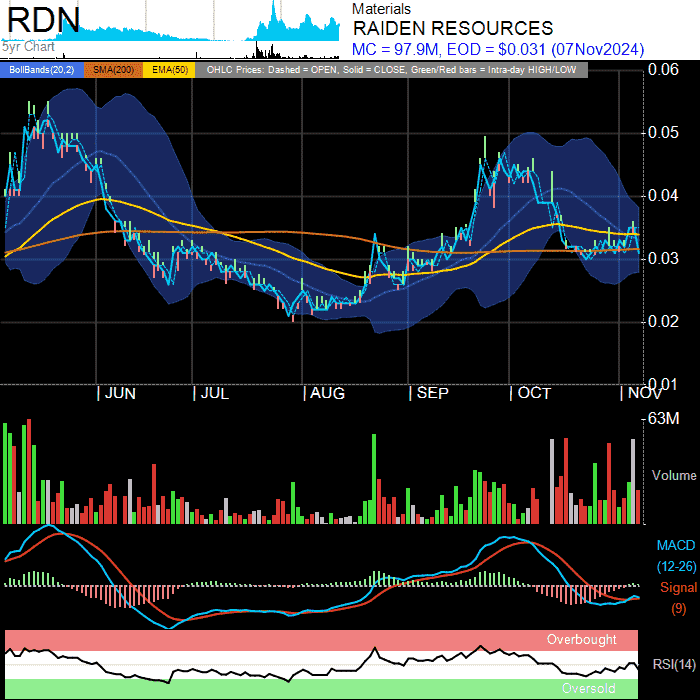 RDN
5yr Chart
Materials
RAIDEN RESOURCES
MC = 97.9M, EOD = $0.031 (07Nov2024)
BollBands(20,2) SMA(200) EMA(50) OHLC Prices: Dashed = OPEN, Solid = CLOSE, Green/Red bars = Intra-day HIGH/LOW
0.06
0.05
0.04
0.03
0.02
0.01
JUN JUL AUG SEP OCT NOV
63M
Volume
MACD
(12-26)
Signal
(9)
Overbought
RSI(14)
Oversold